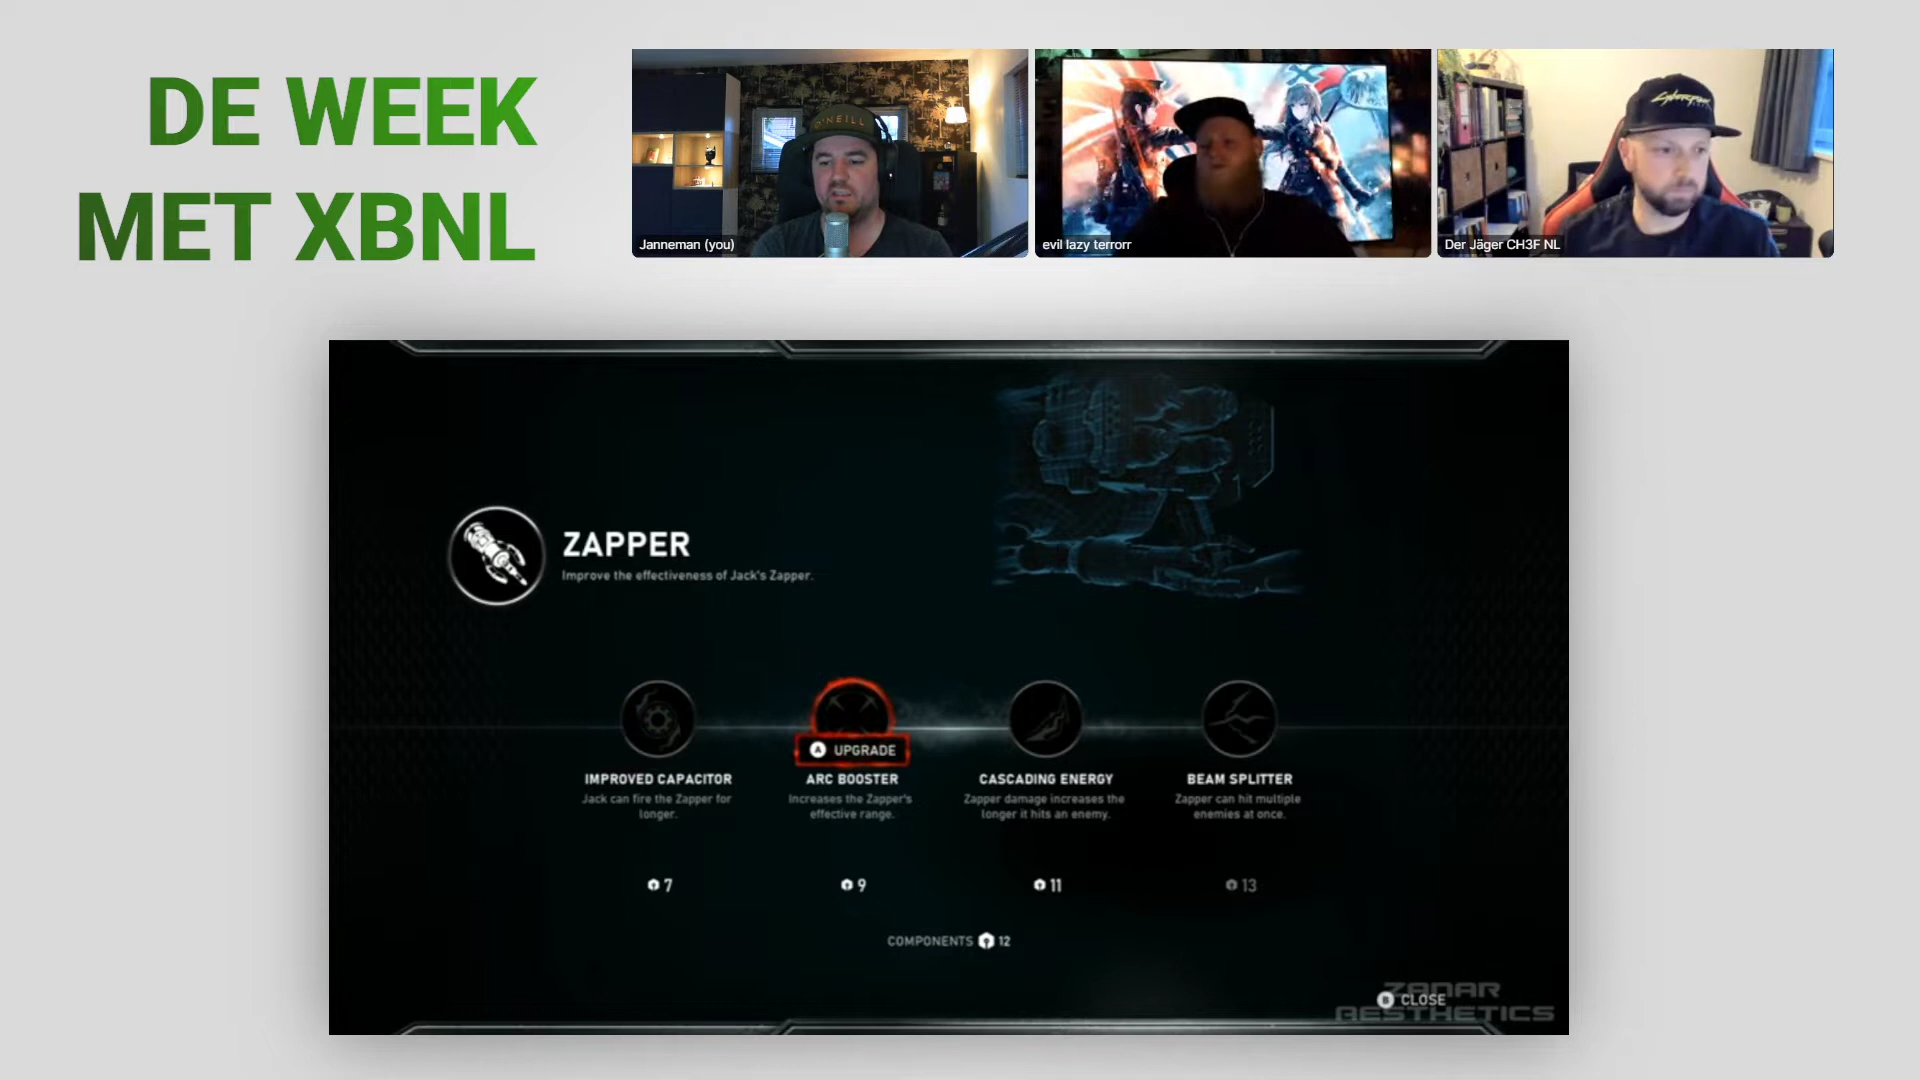 DE WEEK
MET XBNL
O'NEILL
Janneman (you)
evil lazy terrorr
Der Jäger CH3F NL
ZAPPER
Improve the effectiveness of Jack's Zapper.
A UPGRADE
IMPROVED CAPACITOR
Jack can fire the Zapper for
longer.
7
ARC BOOSTER
Increases the Zapper's
effective range.
9
CASCADING ENERGY
Zapper damage increases the
longer it hits an enemy.
11
BEAM SPLITTER
Zapper can hit multiple
enemies at once.
13
COMPONENTS 12
B CLOSE
ZANAR
AESTHETICS